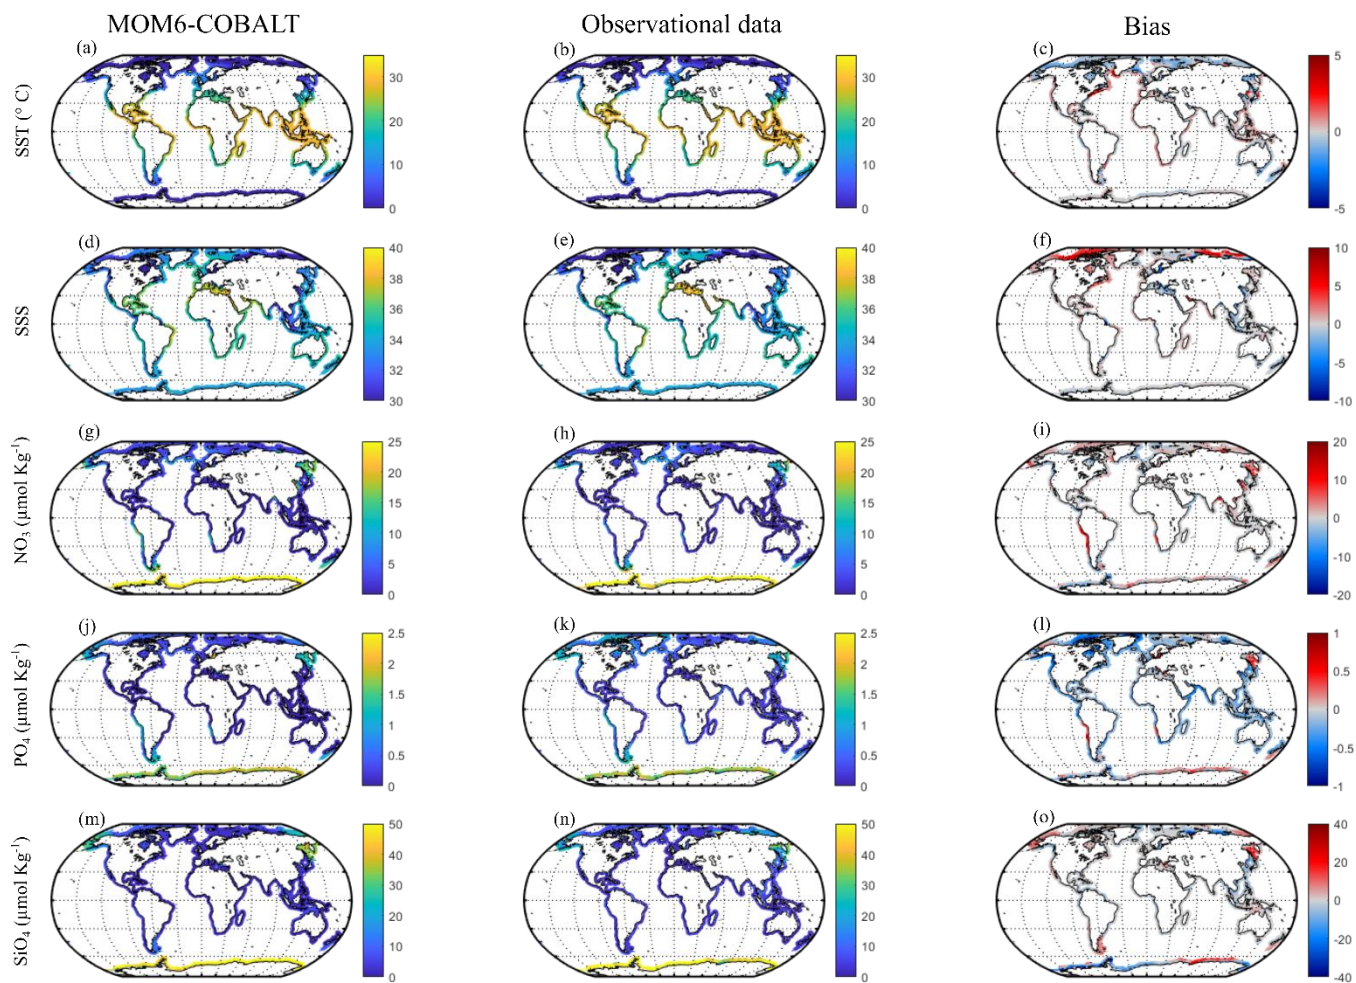 MOM6-COBALT Observational data Bias
(a) (b) (c)
SST (° C)
30 20 10 0
30 20 10 0
5 0 -5
(d) (e) (f)
SSS
40 38 36 34 32 30
40 38 36 34 32 30
10 5 0 -5 -10
(g) (h) (i)
NO₃ (μmol Kg⁻¹)
25 20 15 10 5 0
25 20 15 10 5 0
20 10 0 -10 -20
(j) (k) (l)
PO₄ (μmol Kg⁻¹)
2.5 2 1.5 1 0.5 0
2.5 2 1.5 1 0.5 0
1 0.5 0 -0.5 -1
(m) (n) (o)
SiO₄ (μmol Kg⁻¹)
50 40 30 20 10 0
50 40 30 20 10 0
40 20 0 -20 -40